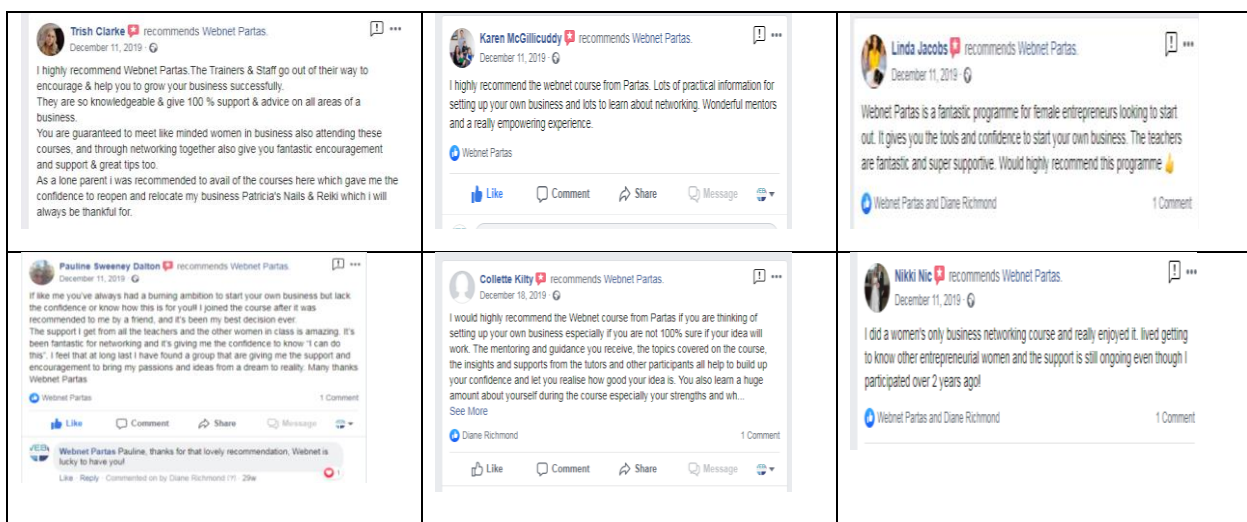 Trish Clarke recommends Webnet Partas.
December 11, 2019 ·
I highly recommend Webnet Partas.The Trainers & Staff go out of their way to
encourage & help you to grow your business successfully.
They are so knowledgeable & give 100 % support & advice on all areas of a
business.
You are guaranteed to meet like minded women in business also attending these
courses, and through networking together also give you fantastic encouragement
and support & great tips too.
As a lone parent i was recommended to avail of the courses here which gave me the
confidence to reopen and relocate my business Patricia's Nails & Reiki which i will
always be thankful for.
Karen McGillicuddy recommends Webnet Partas.
December 11, 2019 ·
I highly recommend the webnet course from Partas. Lots of practical information for
setting up your own business and lots to learn about networking. Wonderful mentors
and a really empowering experience.
Webnet Partas
Like Comment Share Message
Linda Jacobs recommends Webnet Partas.
December 11, 2019 ·
Webnet Partas is a fantastic programme for female entrepreneurs looking to start
out. It gives you the tools and confidence to start your own business. The teachers
are fantastic and super supportive. Would highly recommend this programme 👍
Webnet Partas and Diane Richmond 1 Comment
Pauline Sweeney Dalton recommends Webnet Partas.
December 11, 2019 ·
If like me you've always had a burning ambition to start your own business but lack
the confidence or know how this is for you!! I joined the course after it was
recommended to me by a friend, and it's been my best decision ever.
The support I get from all the teachers and the other women in class is amazing. It's
been fantastic for networking and it's giving me the confidence to know "I can do
this". I feel that at long last I have found a group that are giving me the support and
encouragement to bring my passions and ideas from a dream to reality. Many thanks
Webnet Partas
Webnet Partas 1 Comment
Like Comment Share Message
Webnet Partas Pauline, thanks for that lovely recommendation, Webnet is
lucky to have you!
Like · Reply · Commented on by Diane Richmond [?] · 29w 1
Collette Kilty recommends Webnet Partas.
December 18, 2019 ·
I would highly recommend the Webnet course from Partas if you are thinking of
setting up your own business especially if you are not 100% sure if your idea will
work. The mentoring and guidance you receive, the topics covered on the course,
the insights and supports from the tutors and other participants all help to build up
your confidence and let you realise how good your idea is. You also learn a huge
amount about yourself during the course especially your strengths and wh...
See More
Diane Richmond 1 Comment
Like Comment Share Message
Nikki Nic recommends Webnet Partas.
December 11, 2019 ·
I did a women's only business networking course and really enjoyed it. lived getting
to know other entrepreneurial women and the support is still ongoing even though I
participated over 2 years ago!
Webnet Partas and Diane Richmond 1 Comment